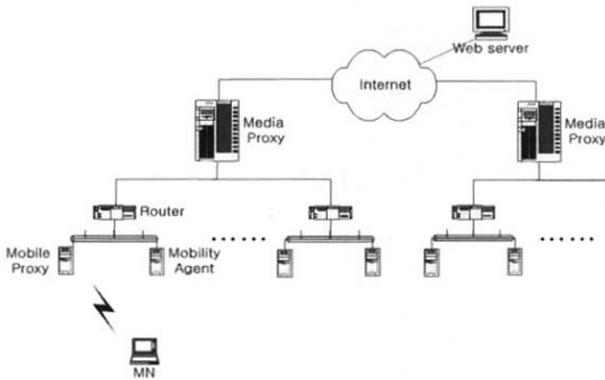 Web server
Internet
Media
Proxy
Media
Proxy
Router
Mobile
Proxy
Mobility
Agent
MN